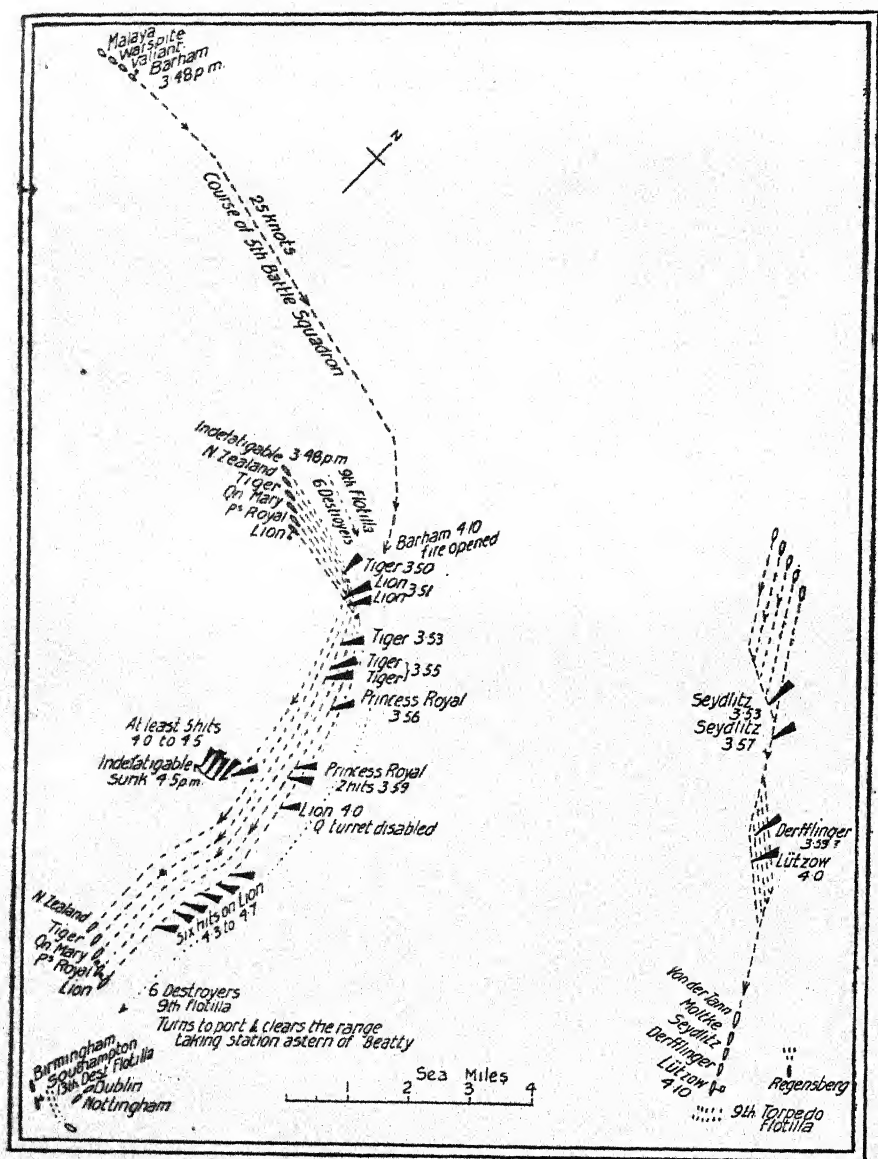 Malaya
Warspite
Valiant.
Barham
3·48p.m.
N
25 knots
Course of 5th Battle Squadron
Indefatigable
N. Zealand
Tiger
Qn Mary
Ps Royal
Lion
3·48p.m.
9th Flotilla
6 Destroyers
Barham 4·10
fire opened
Tiger 3·50
Lion
Lion 3·51
Tiger 3·53
Tiger
Tiger } 3·55
Princess Royal
3·56
Seydlitz
3·53
Seydlitz
3·57
At least 5 hits
4·0 to 4·5
Indefatigable
sunk 4·5p.m.
Princess Royal
2 hits 3·59
Lion 4·0
Q turret disabled
Derfflinger
3·59?
Lützow
4·0
Six hits on Lion
4·3 to 4·7
N. Zealand
Tiger
Qn Mary
Ps Royal
Lion
6 Destroyers
9th Flotilla
Turns to port & clears the range
taking station astern of Beatty
Von der Tann
Moltke
Seydlitz
Derfflinger
Lützow
4·10
Birmingham
Southampton
13th Dest. Flotilla
Dublin
Nottingham
Sea Miles
1 2 3 4
Regensberg
9th Torpedo
Flotilla